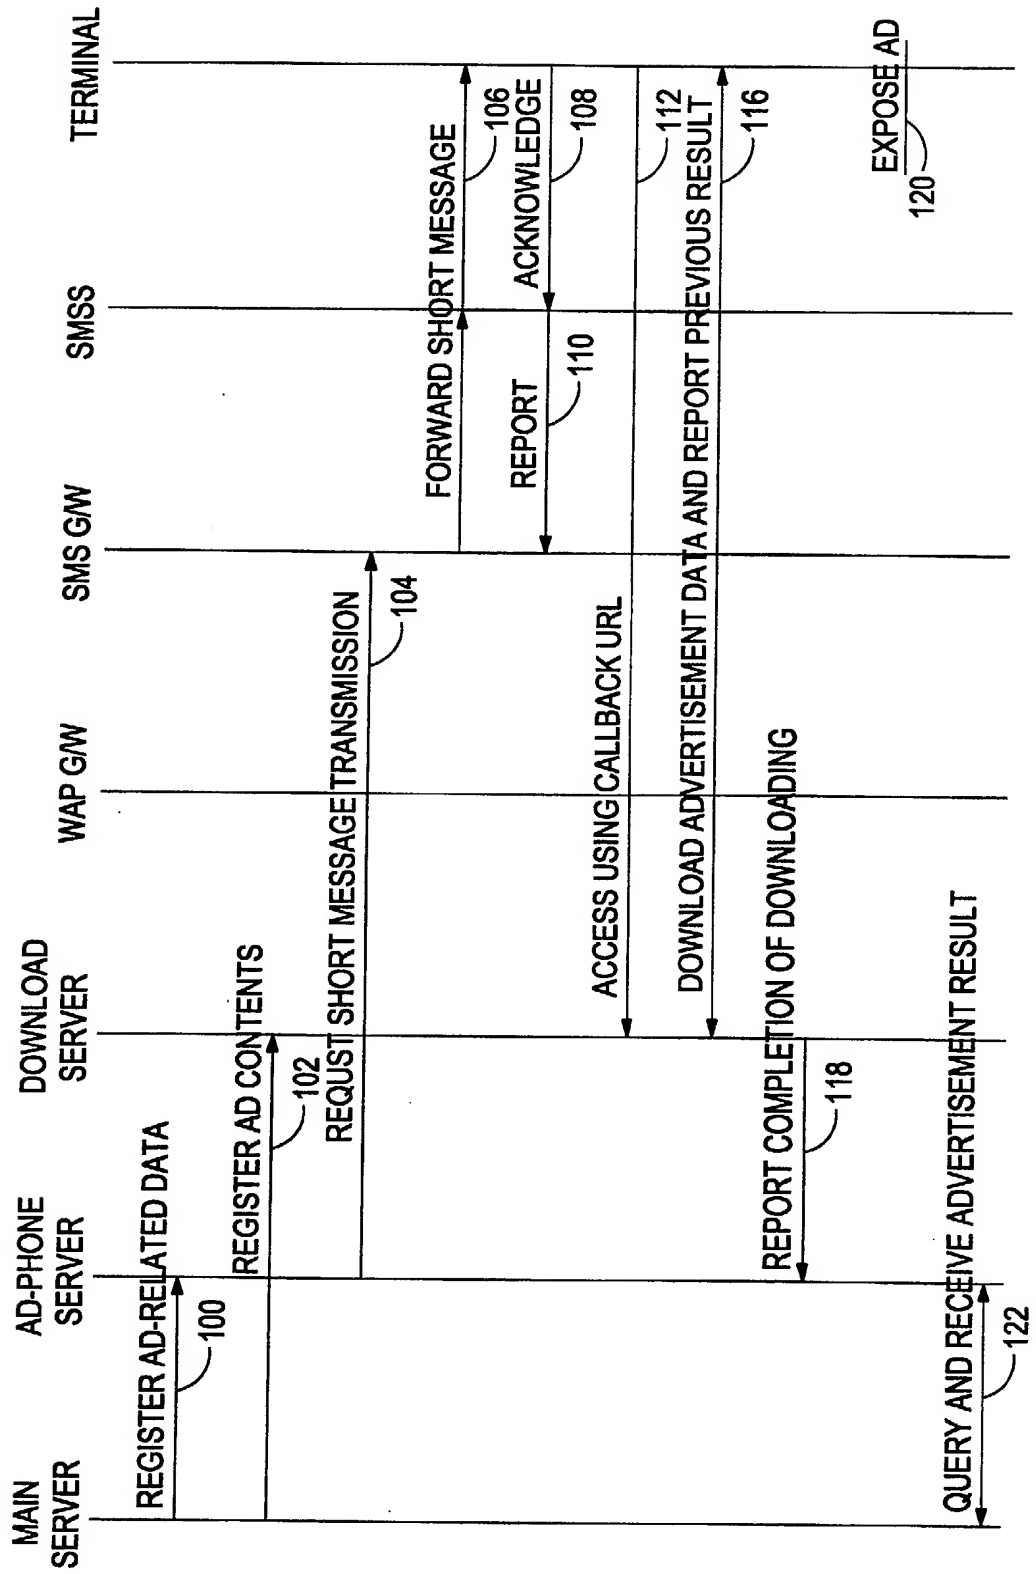 MAIN
SERVER
AD-PHONE
SERVER
DOWNLOAD
SERVER
WAP G/W
SMS G/W
SMSS
TERMINAL
REGISTER AD-RELATED DATA
100
REGISTER AD CONTENTS
102
REQUST SHORT MESSAGE TRANSMISSION
104
FORWARD SHORT MESSAGE
106
ACKNOWLEDGE
108
REPORT
110
ACCESS USING CALLBACK URL
112
DOWNLOAD ADVERTISEMENT DATA AND REPORT PREVIOUS RESULT
116
REPORT COMPLETION OF DOWNLOADING
118
EXPOSE AD
120
QUERY AND RECEIVE ADVERTISEMENT RESULT
122